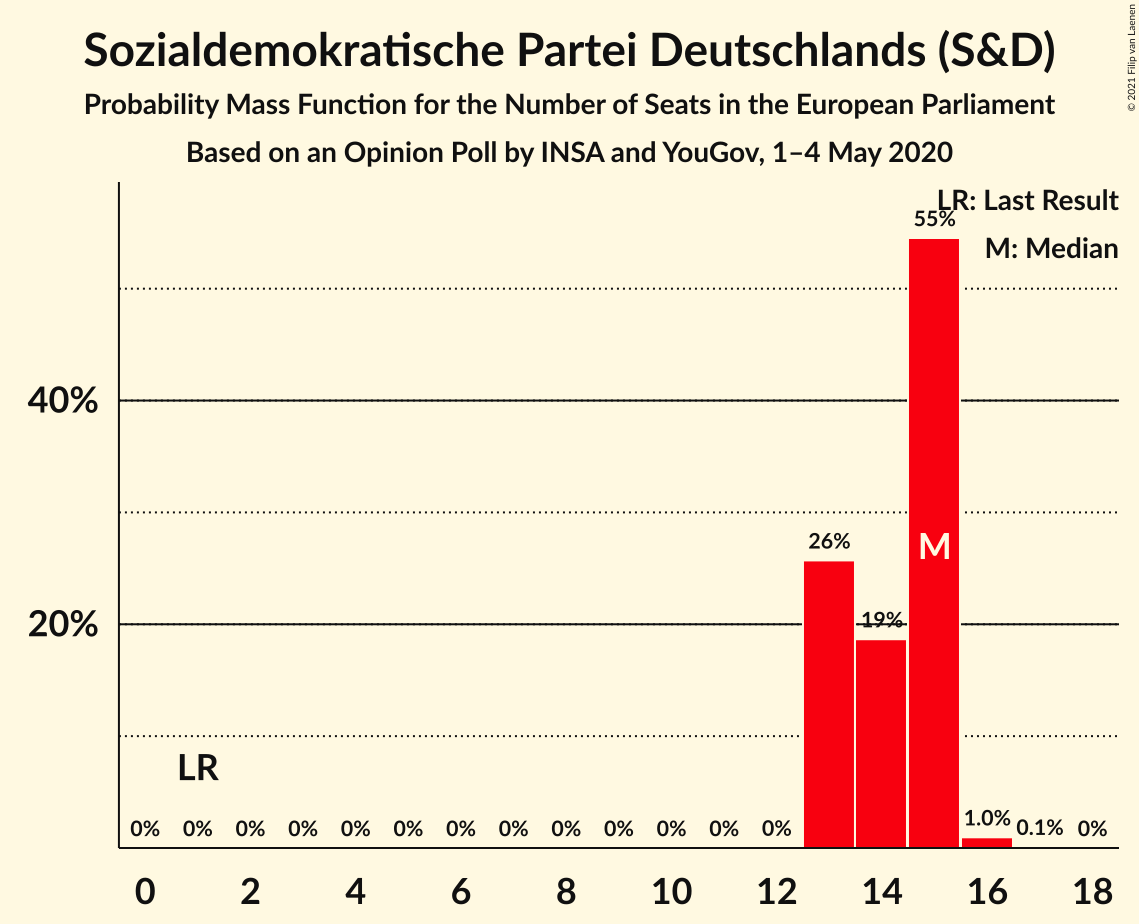 Sozialdemokratische Partei Deutschlands (S&D)
Probability Mass Function for the Number of Seats in the European Parliament
Based on an Opinion Poll by INSA and YouGov, 1–4 May 2020
© 2021 Filip van Laenen
LR: Last Result
M: Median
55%
40%
26%
M
20%
19%
LR
0% 0% 0% 0% 0% 0% 0% 0% 0% 0% 0% 0% 0% 1.0% 0.1% 0%
0 2 4 6 8 10 12 14 16 18